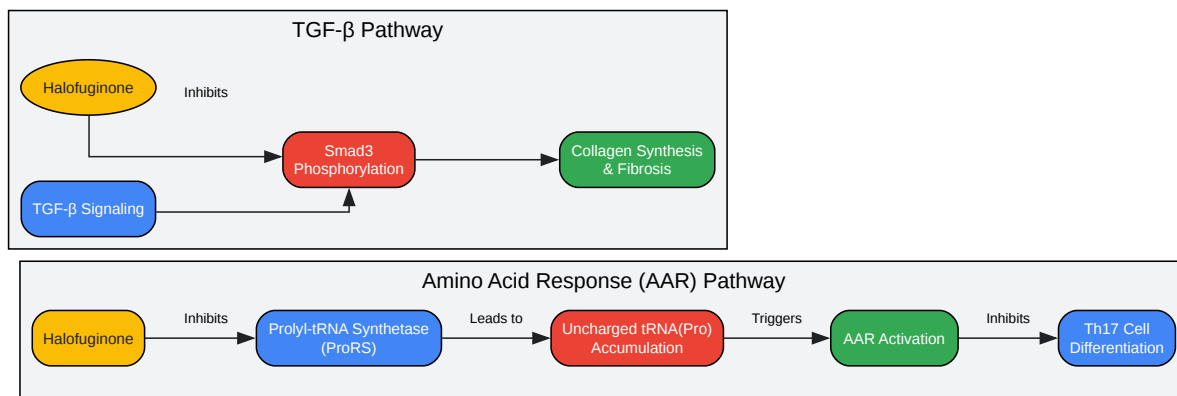 TGF-β Pathway
Halofuginone
Inhibits
Smad3
Phosphorylation
Collagen Synthesis
& Fibrosis
TGF-β Signaling
Amino Acid Response (AAR) Pathway
Halofuginone
Inhibits
Prolyl-tRNA Synthetase
(ProRS)
Leads to
Uncharged tRNA(Pro)
Accumulation
Triggers
AAR Activation
Inhibits
Th17 Cell
Differentiation